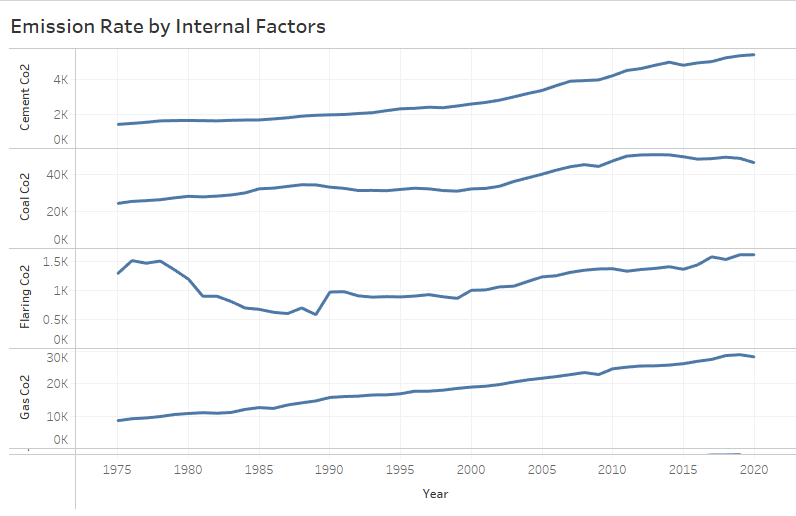 Emission Rate by Internal Factors
Cement Co2
4K
2K
0K
Coal Co2
40K
20K
0K
Flaring Co2
1.5K
1K
0.5K
0K
Gas Co2
30K
20K
10K
0K
1975 1980 1985 1990 1995 2000 2005 2010 2015 2020
Year